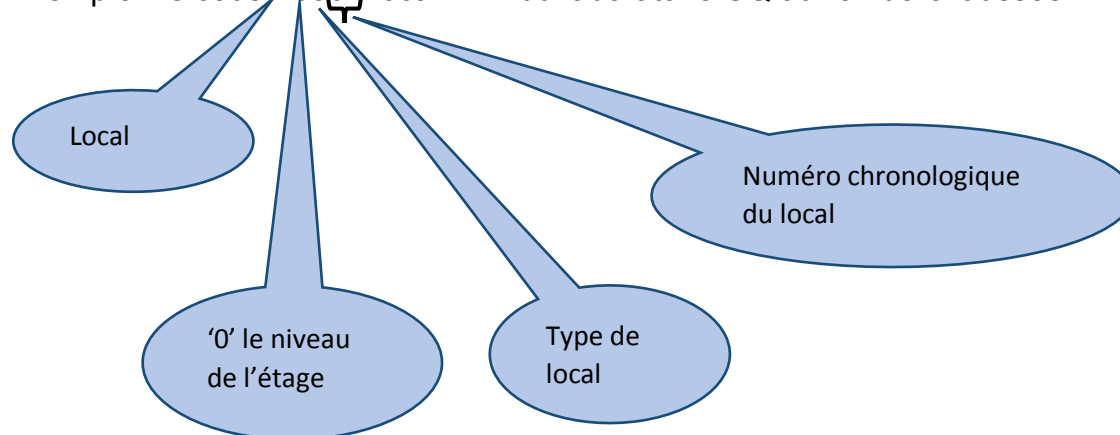 Local
Numéro chronologique
du local
‘0’ le niveau
de l’étage
Type de
local